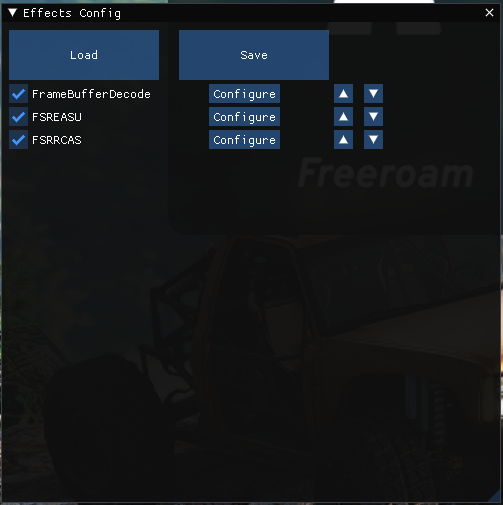 Effects Config
Load
Save
FrameBufferDecode Configure
FSREASU Configure
FSRRCAS Configure
Freeroam